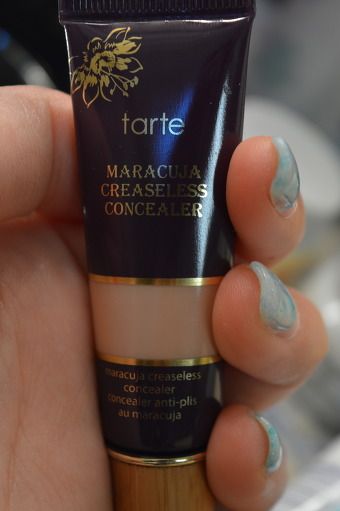 tarte
MARACUJA
CREASELESS
CONCEALER
maracuja creaseless
concealer
concealer anti-plis
au maracuja